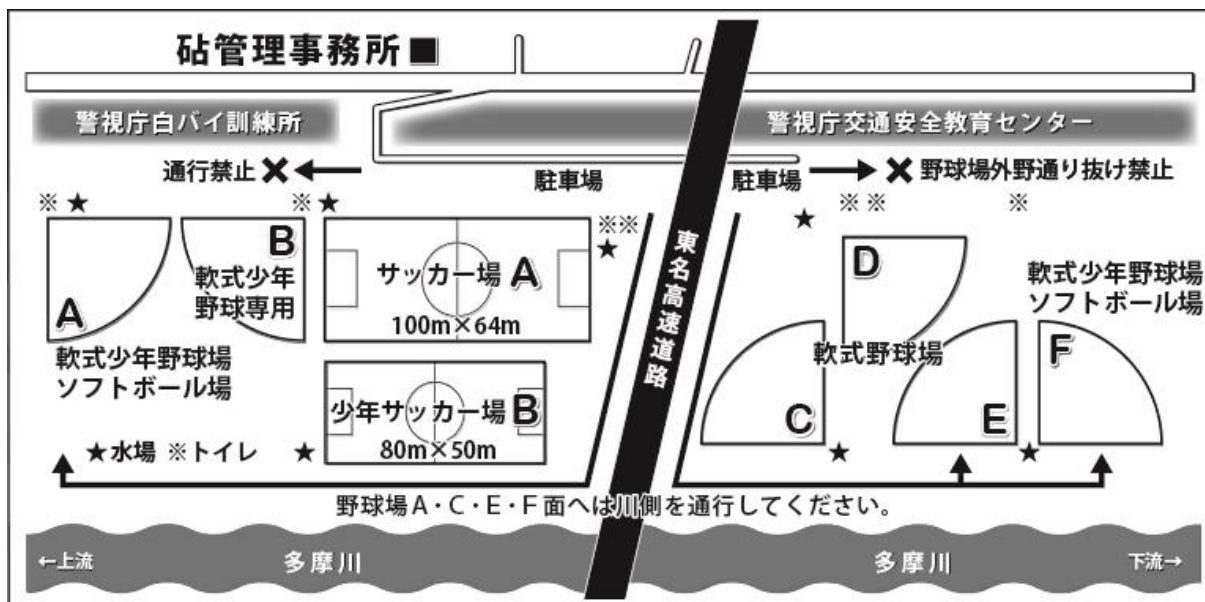 砧管理事務所■
警視庁白バイ訓練所
警視庁交通安全教育センター
通行禁止✖
駐車場
駐車場
✖野球場外野通り抜け禁止
※★
※★
※※
★
★
※※
※
A
B
軟式少年
野球専用
サッカー場 A
100m×64m
東名高速道路
D
軟式少年野球場
ソフトボール場
軟式少年野球場
ソフトボール場
少年サッカー場 B
80m×50m
軟式野球場
C
E
F
★水場 ※トイレ
★
★
★
野球場A・C・E・F面へは川側を通行してください。
←上流
多摩川
多摩川
下流→